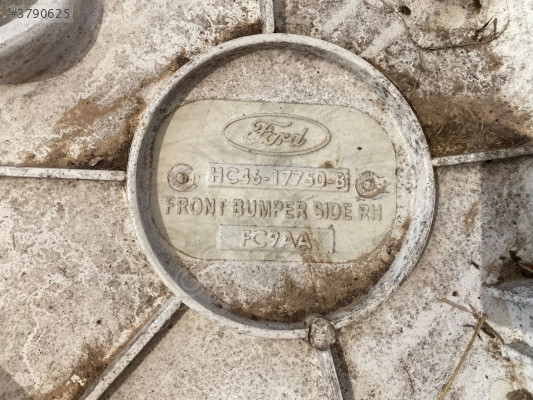 #3790625
Ford
HC46-17750-B
FRONT BUMPER SIDE RH
FC9AA